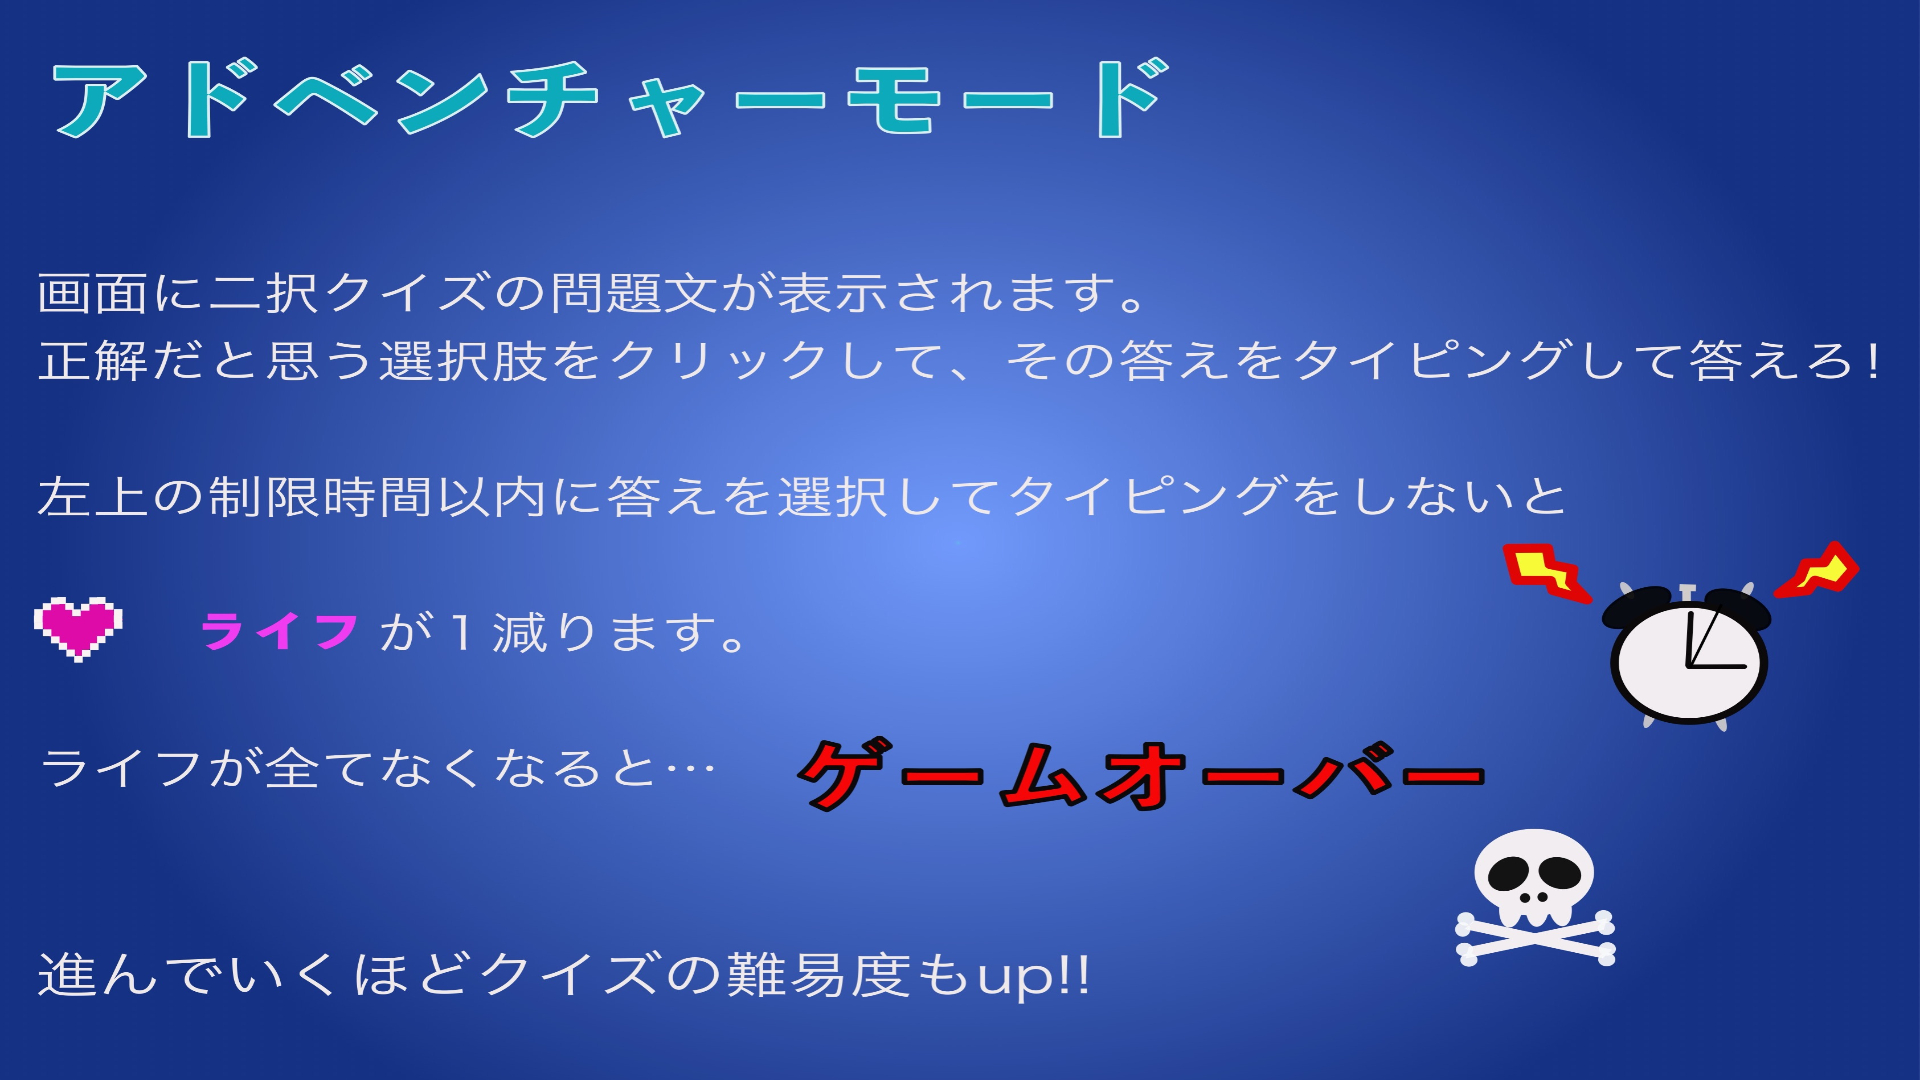 アドベンチャーモード
画面に二択クイズの問題文が表示されます。
正解だと思う選択肢をクリックして、その答えをタイピングして答えろ！
左上の制限時間以内に答えを選択してタイピングをしないと
ライフが１減ります。
ライフが全てなくなると… ゲームオーバー
進んでいくほどクイズの難易度もup!!